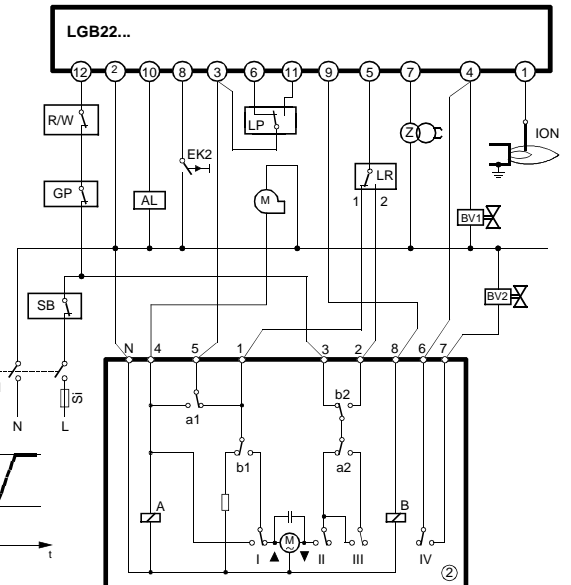 LGB22...
12 2 10 8 3 6 11 9 5 7 4 1
R/W
LP
Z
ION
EK2
GP
AL
M
LR
1 2
BV1
SB
BV2
N 4 5 1 3 2 8 6 7
Si
N L
a1
b2
b1
a2
A
B
M
~
I II III IV
t
2